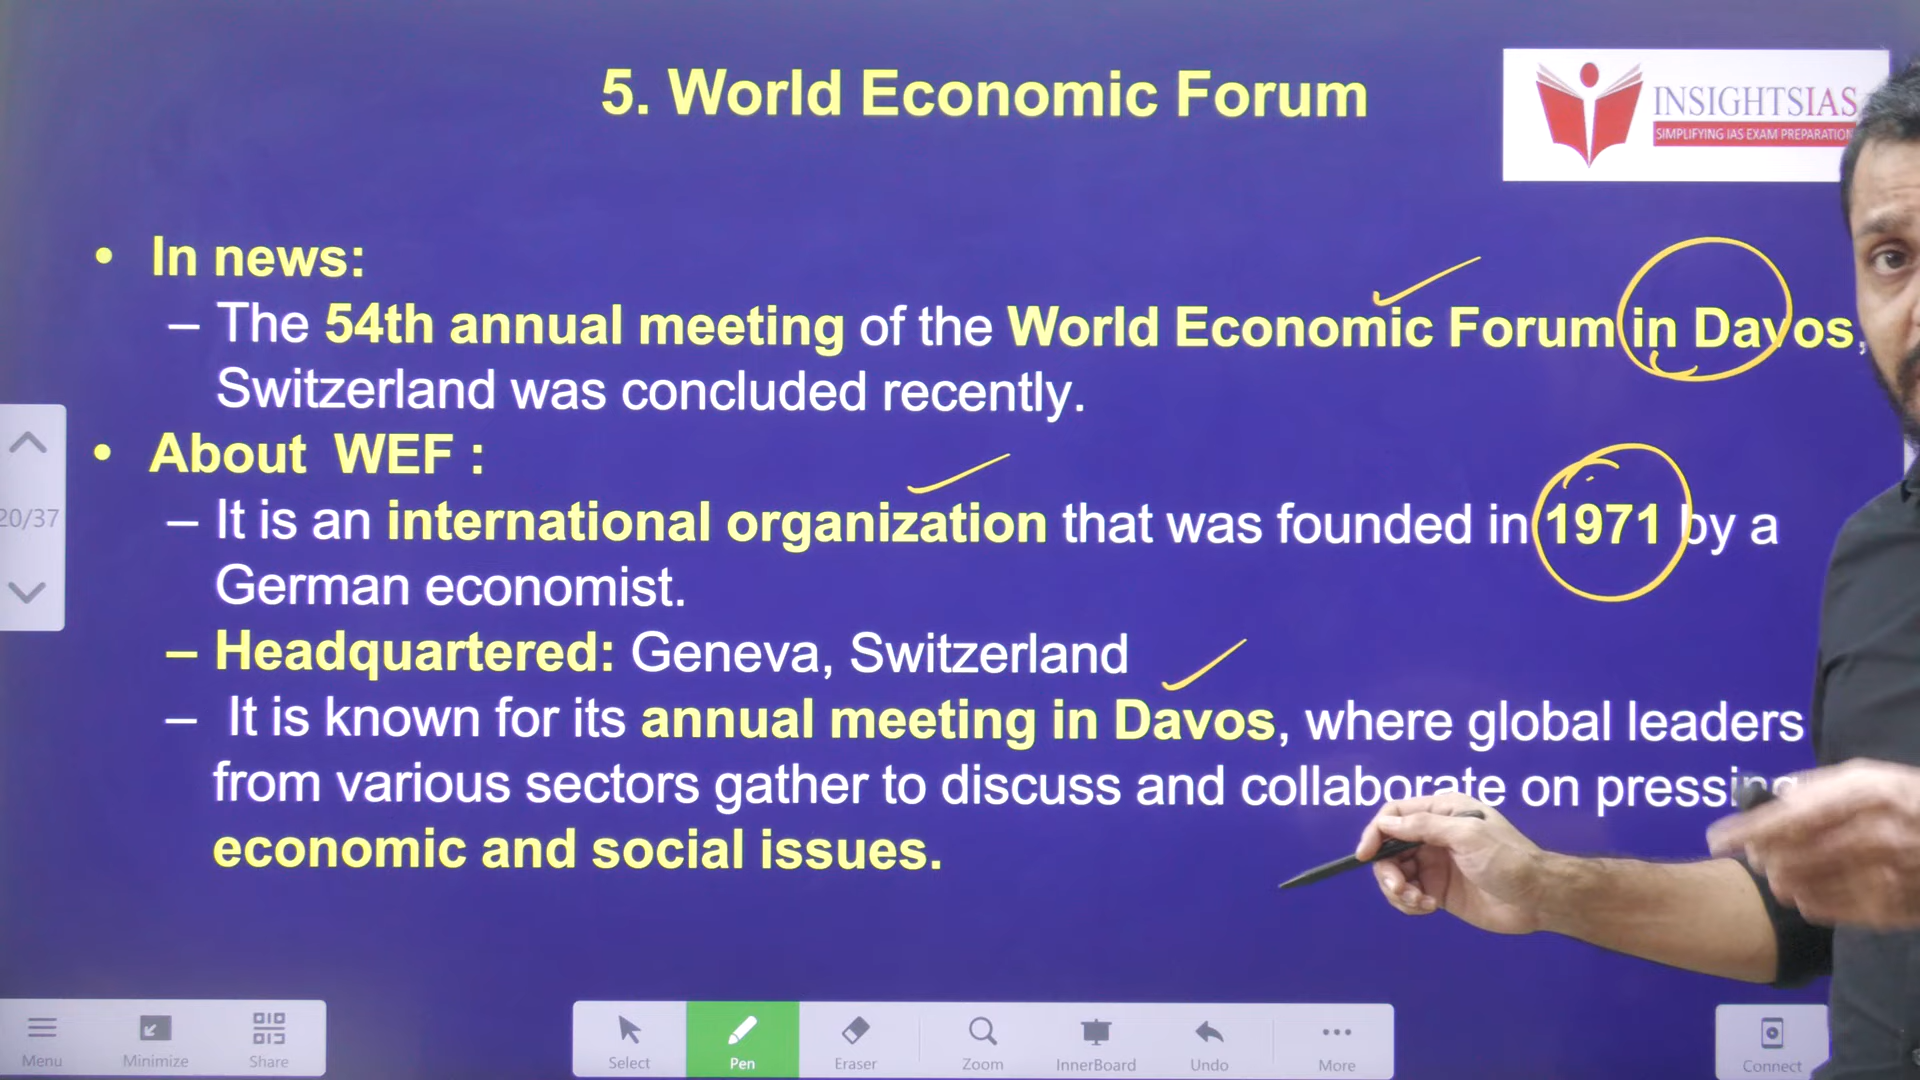 5. World Economic Forum
INSIGHTSIAS
SIMPLIFYING IAS EXAM PREPARATION
• In news:
– The 54th annual meeting of the World Economic Forum in Davos,
Switzerland was concluded recently.
• About WEF :
– It is an international organization that was founded in 1971 by a
German economist.
– Headquartered: Geneva, Switzerland
– It is known for its annual meeting in Davos, where global leaders
from various sectors gather to discuss and collaborate on pressing
economic and social issues.
20/37
Menu Minimize Share Select Pen Eraser Zoom InnerBoard Undo More Connect